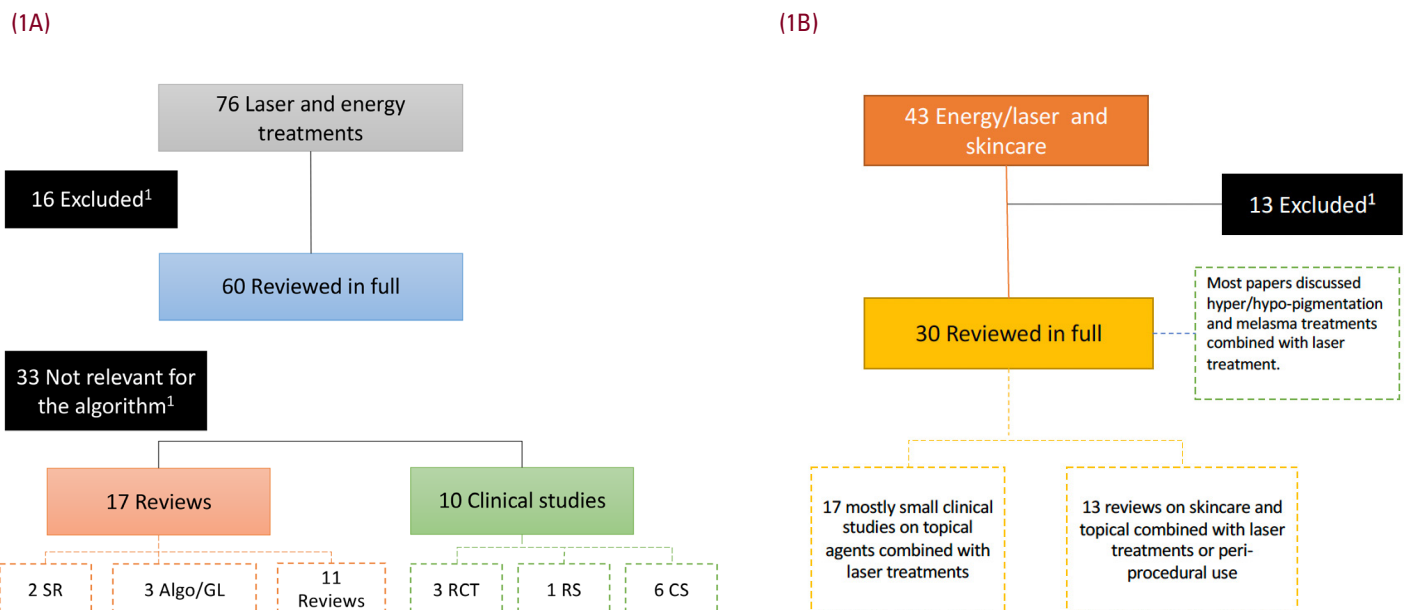 (1A)
76 Laser and energy
treatments
16 Excluded¹
60 Reviewed in full
33 Not relevant for
the algorithm¹
17 Reviews
10 Clinical studies
2 SR
3 Algo/GL
11
Reviews
3 RCT
1 RS
6 CS
(1B)
43 Energy/laser and
skincare
13 Excluded¹
30 Reviewed in full
Most papers discussed
hyper/hypo-pigmentation
and melasma treatments
combined with laser
treatment.
17 mostly small clinical
studies on topical
agents combined with
laser treatments
13 reviews on skincare and
topical combined with laser
treatments or peri-
procedural use